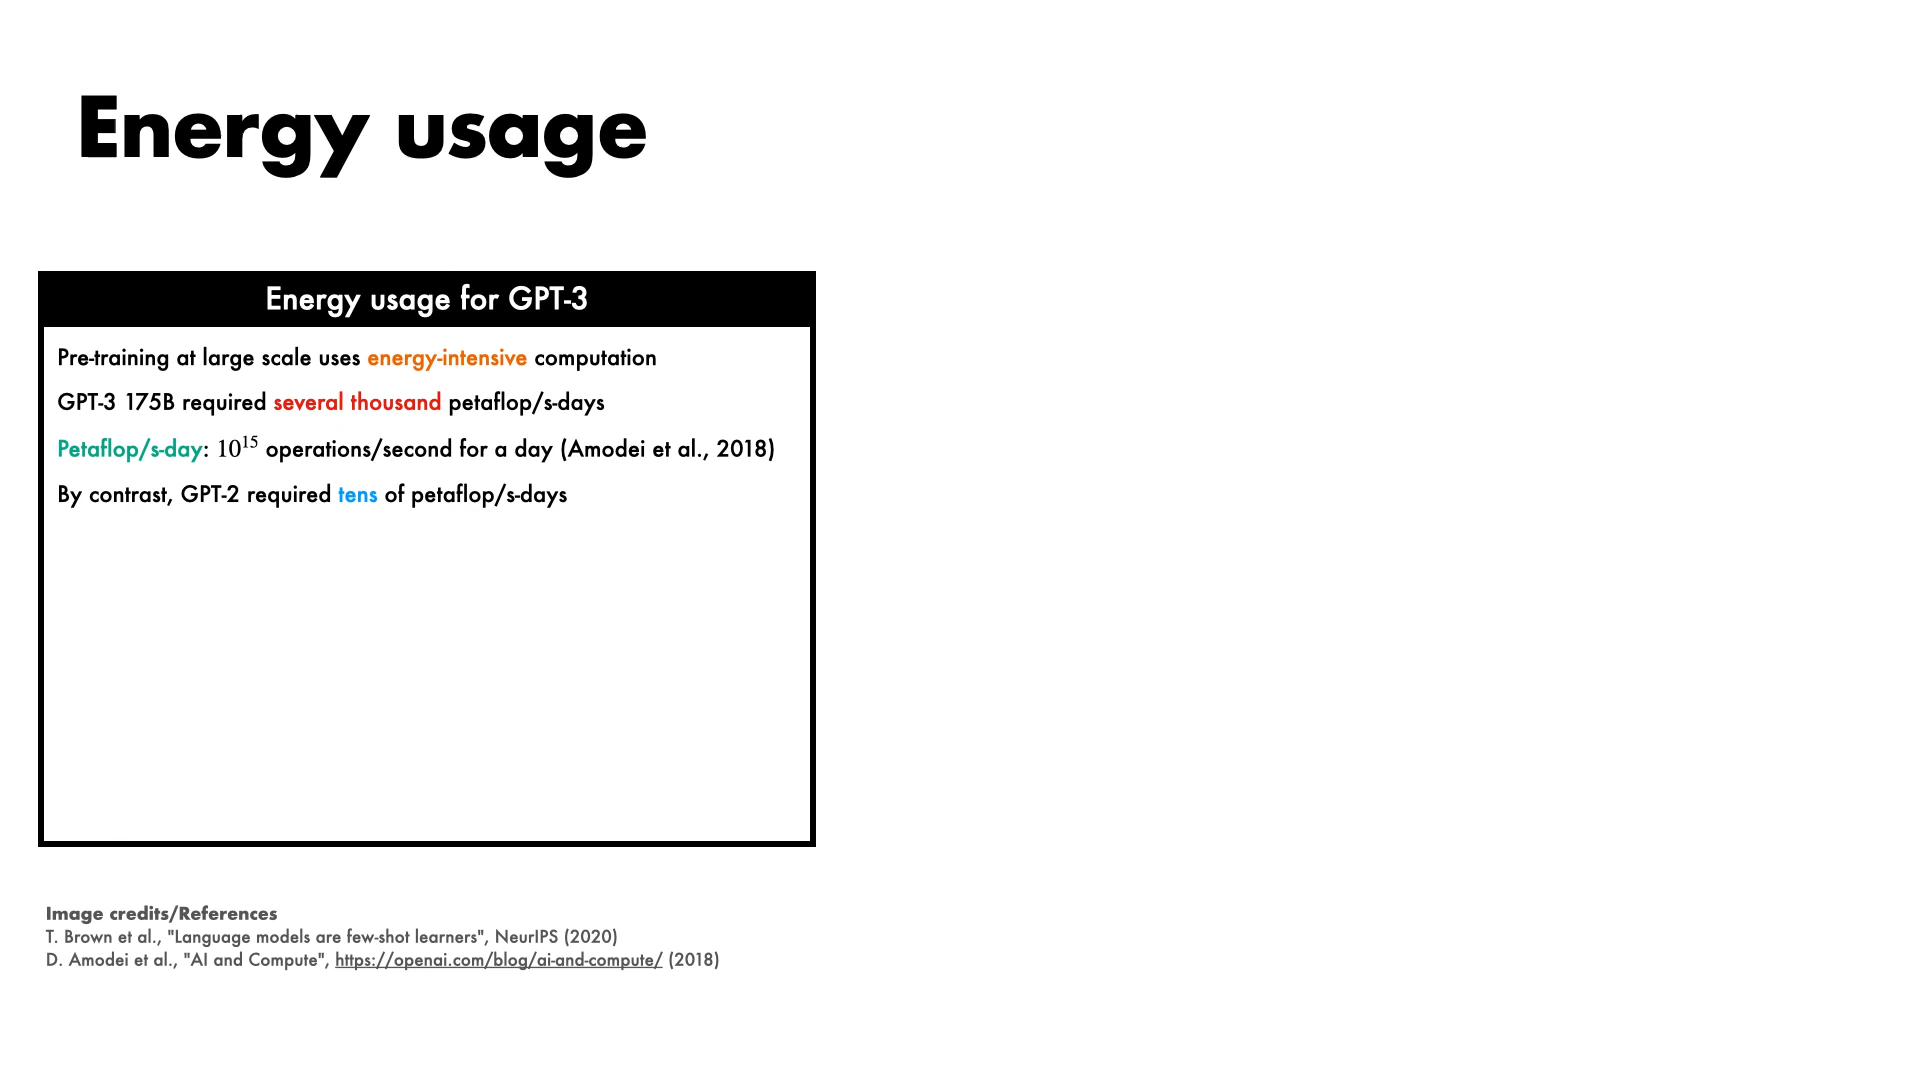 Energy usage
Energy usage for GPT-3
Pre-training at large scale uses energy-intensive computation
GPT-3 175B required several thousand petaflop/s-days
Petaflop/s-day: 10¹⁵ operations/second for a day (Amodei et al., 2018)
By contrast, GPT-2 required tens of petaflop/s-days
Image credits/References
T. Brown et al., "Language models are few-shot learners", NeurIPS (2020)
D. Amodei et al., "AI and Compute", https://openai.com/blog/ai-and-compute/ (2018)